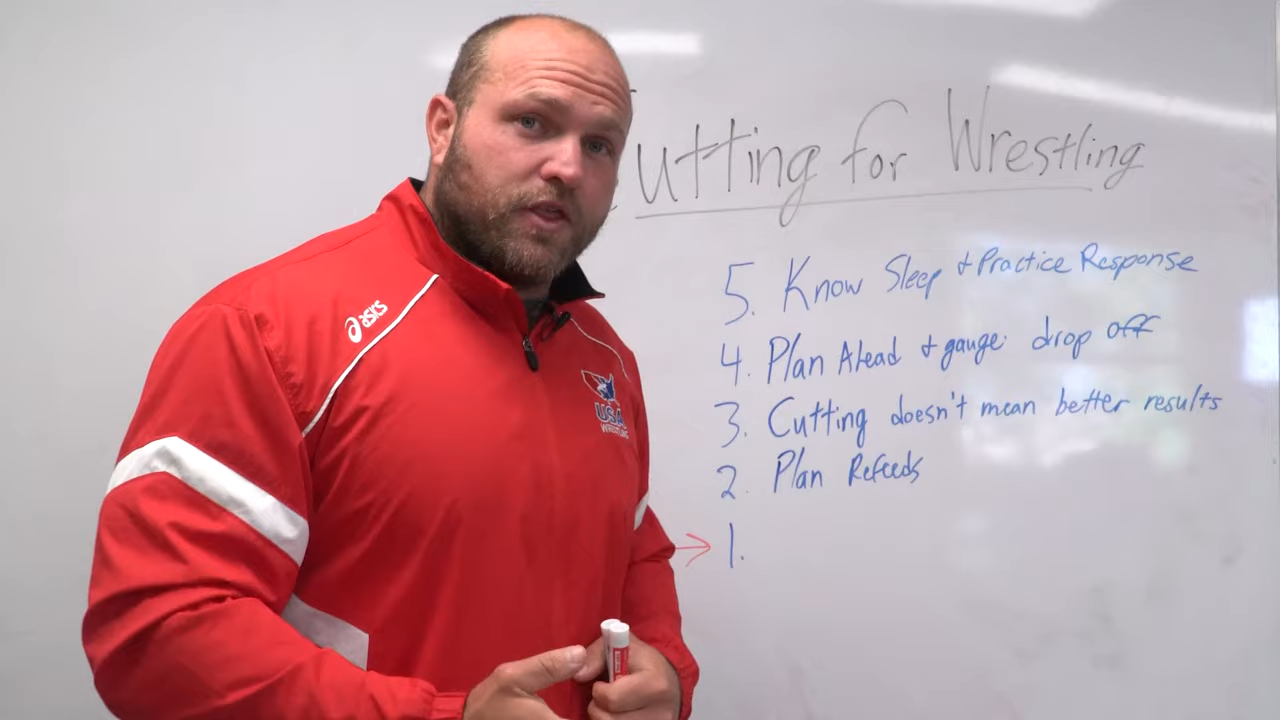 Cutting for Wrestling
5. Know Sleep + Practice Response
4. Plan Ahead + gauge drop off
3. Cutting doesn't mean better results
2. Plan Refeeds
→ 1.
asics
USA
WRESTLING